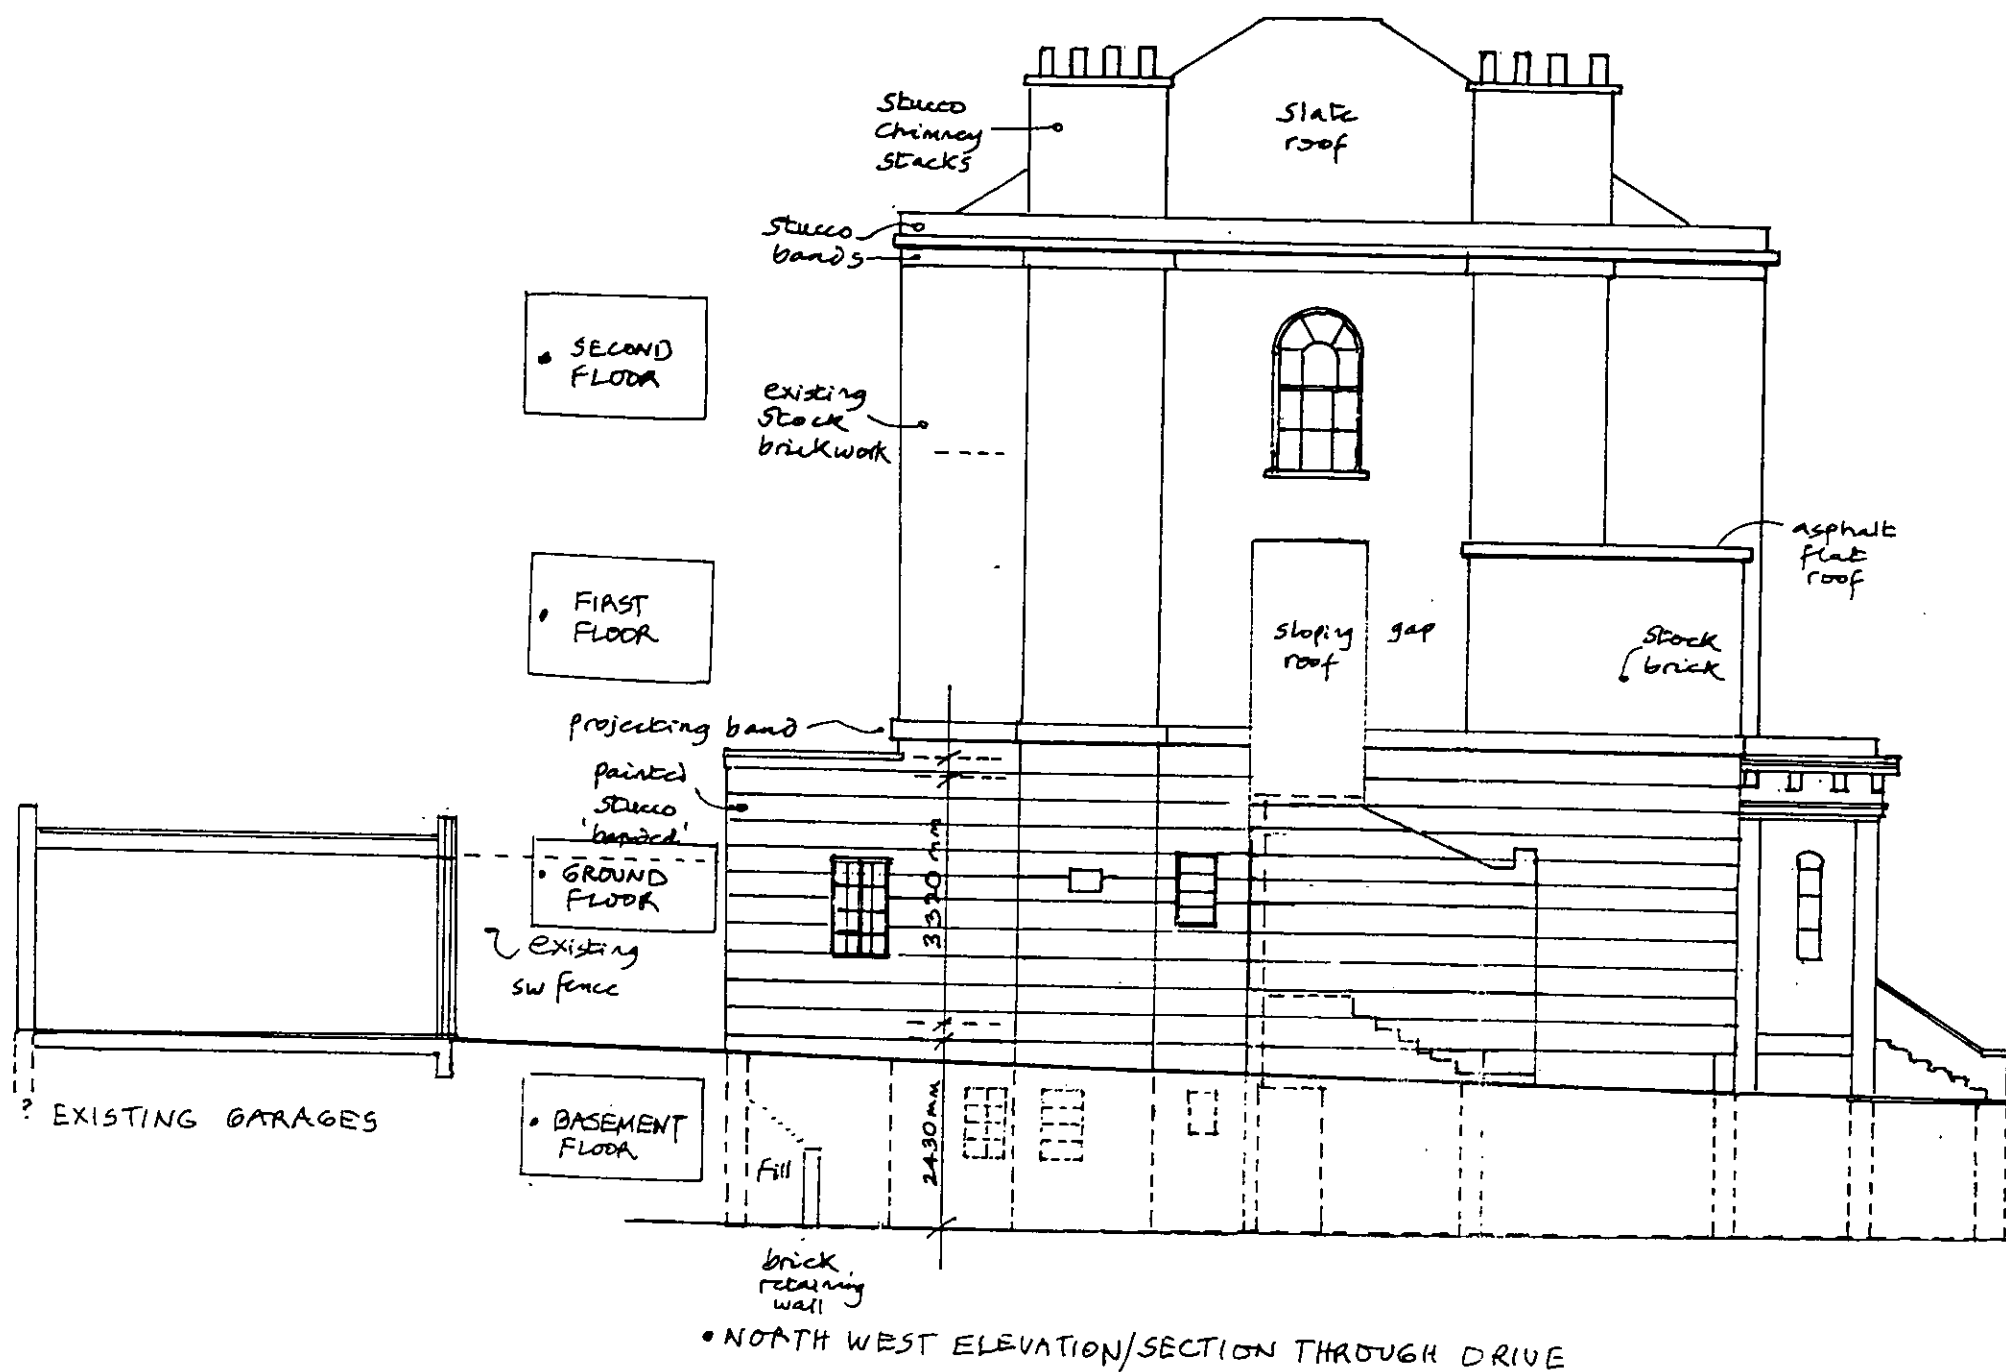 stucco
chimney
stacks
slate
roof
stucco
bands
• SECOND
FLOOR
existing
stock
brickwork
asphalt
flat
roof
• FIRST
FLOOR
sloping
roof
gap
stock
brick
projecting band
painted
stucco
'banded'
3320mm
• GROUND
FLOOR
existing
sw fence
? EXISTING GARAGES
• BASEMENT
FLOOR
Fill
2430mm
brick
retaining
wall
• NORTH WEST ELEVATION/SECTION THROUGH DRIVE